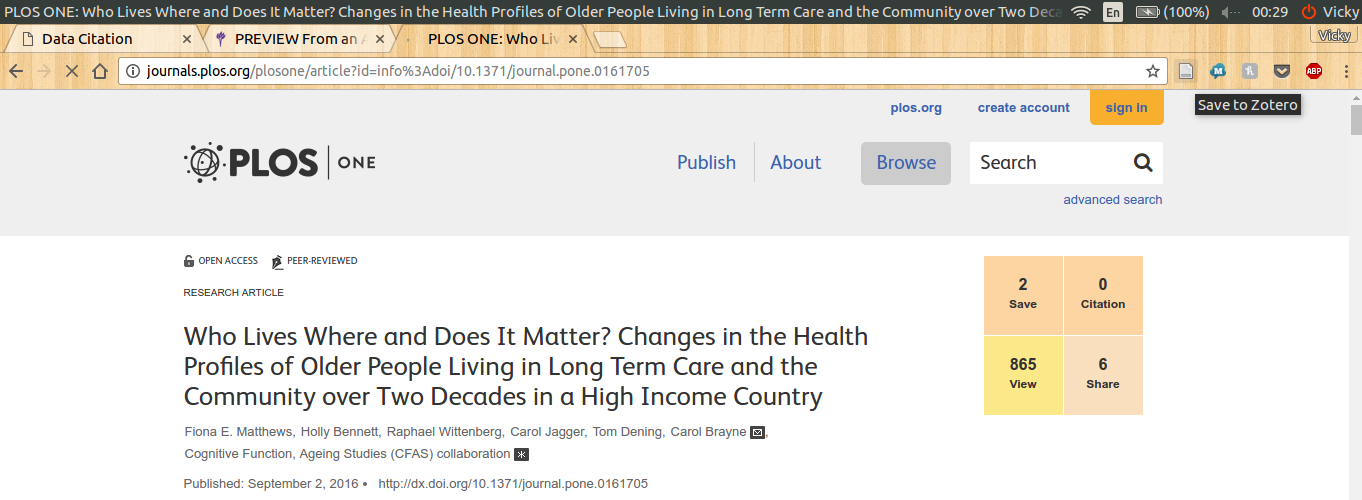 PLOS ONE: Who Lives Where and Does It Matter? Changes in the Health Profiles of Older People Living in Long Term Care and the Community over Two Deca En (100%) 00:29 Vicky
Data Citation PREVIEW From an PLOS ONE: Who Liv Vicky
journals.plos.org/plosone/article?id=info%3Adoi/10.1371/journal.pone.0161705 M h ABP
Save to Zotero
plos.org create account sign in
PLOS ONE Publish About Browse Search
advanced search
OPEN ACCESS PEER-REVIEWED
RESEARCH ARTICLE
Who Lives Where and Does It Matter? Changes in the Health
Profiles of Older People Living in Long Term Care and the
Community over Two Decades in a High Income Country
Fiona E. Matthews, Holly Bennett, Raphael Wittenberg, Carol Jagger, Tom Dening, Carol Brayne,
Cognitive Function, Ageing Studies (CFAS) collaboration
Published: September 2, 2016 • http://dx.doi.org/10.1371/journal.pone.0161705
2 0
Save Citation
865 6
View Share